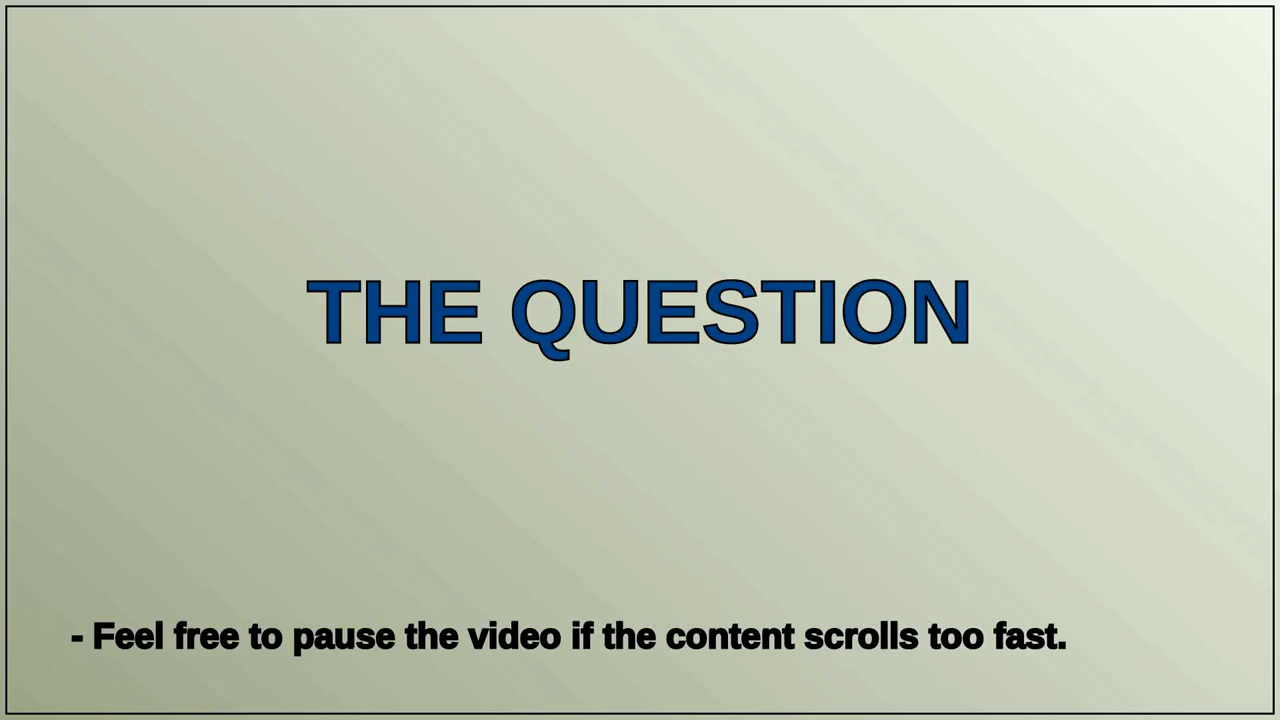 THE QUESTION
- Feel free to pause the video if the content scrolls too fast.